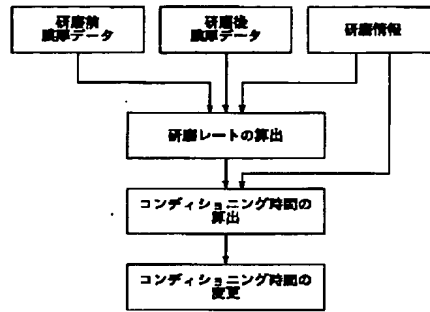 研磨前
膜厚データ
研磨後
膜厚データ
研磨情報
研磨レートの算出
コンディショニング時間の
算出
コンディショニング時間の
変更